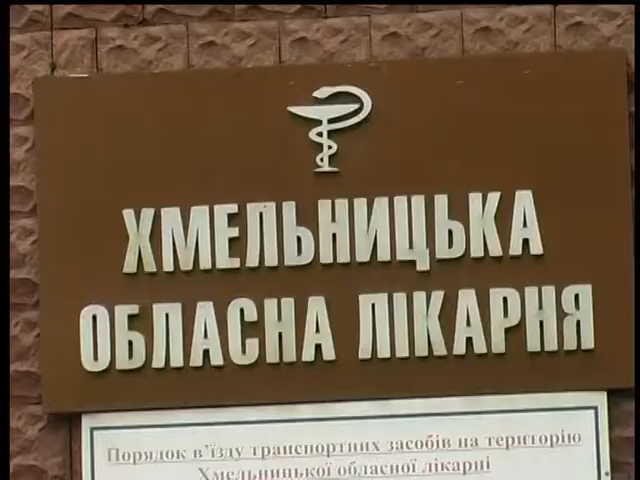 ХМЕЛЬНИЦЬКА
ОБЛАСНА ЛІКАРНЯ
Порядок в'їзду транспортних засобів на територію
Хмельницької обласної лікарні